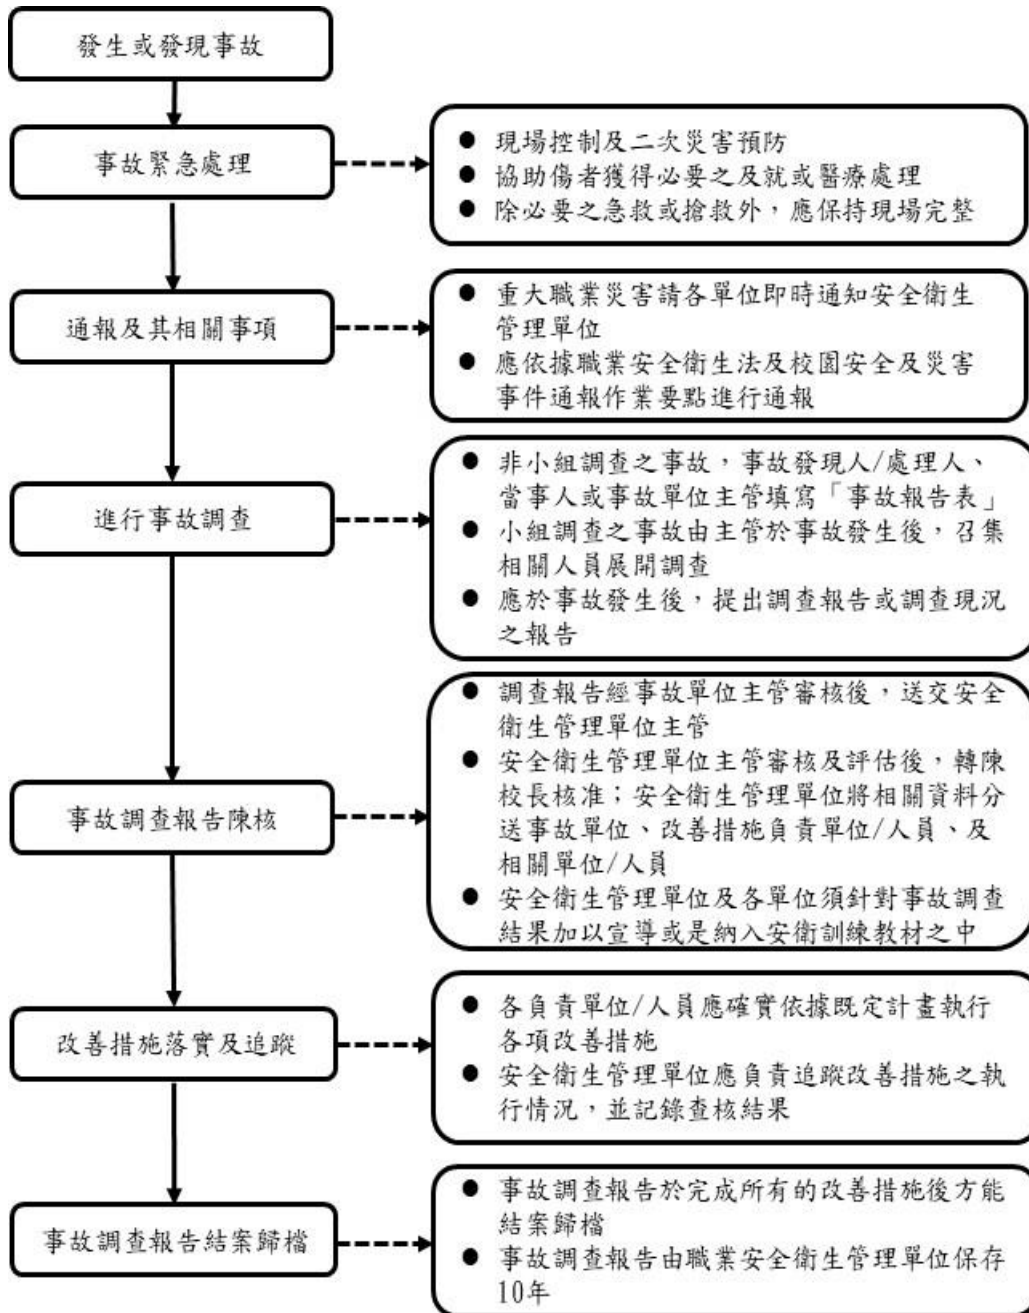 發生或發現事故
事故緊急處理
● 現場控制及二次災害預防
● 協助傷者獲得必要之及就或醫療處理
● 除必要之急救或搶救外，應保持現場完整
通報及其相關事項
● 重大職業災害請各單位即時通知安全衛生
管理單位
● 應依據職業安全衛生法及校園安全及災害
事件通報作業要點進行通報
進行事故調查
● 非小組調查之事故，事故發現人/處理人、
當事人或事故單位主管填寫「事故報告表」
● 小組調查之事故由主管於事故發生後，召集
相關人員展開調查
● 應於事故發生後，提出調查報告或調查現況
之報告
事故調查報告陳核
● 調查報告經事故單位主管審核後，送交安全
衛生管理單位主管
● 安全衛生管理單位主管審核及評估後，轉陳
校長核准；安全衛生管理單位將相關資料分
送事故單位、改善措施負責單位/人員、及
相關單位/人員
● 安全衛生管理單位及各單位須針對事故調查
結果加以宣導或是納入安衛訓練教材之中
改善措施落實及追蹤
● 各負責單位/人員應確實依據既定計畫執行
各項改善措施
● 安全衛生管理單位應負責追蹤改善措施之執
行情況，並記錄查核結果
事故調查報告結案歸檔
● 事故調查報告於完成所有的改善措施後方能
結案歸檔
● 事故調查報告由職業安全衛生管理單位保存
10年